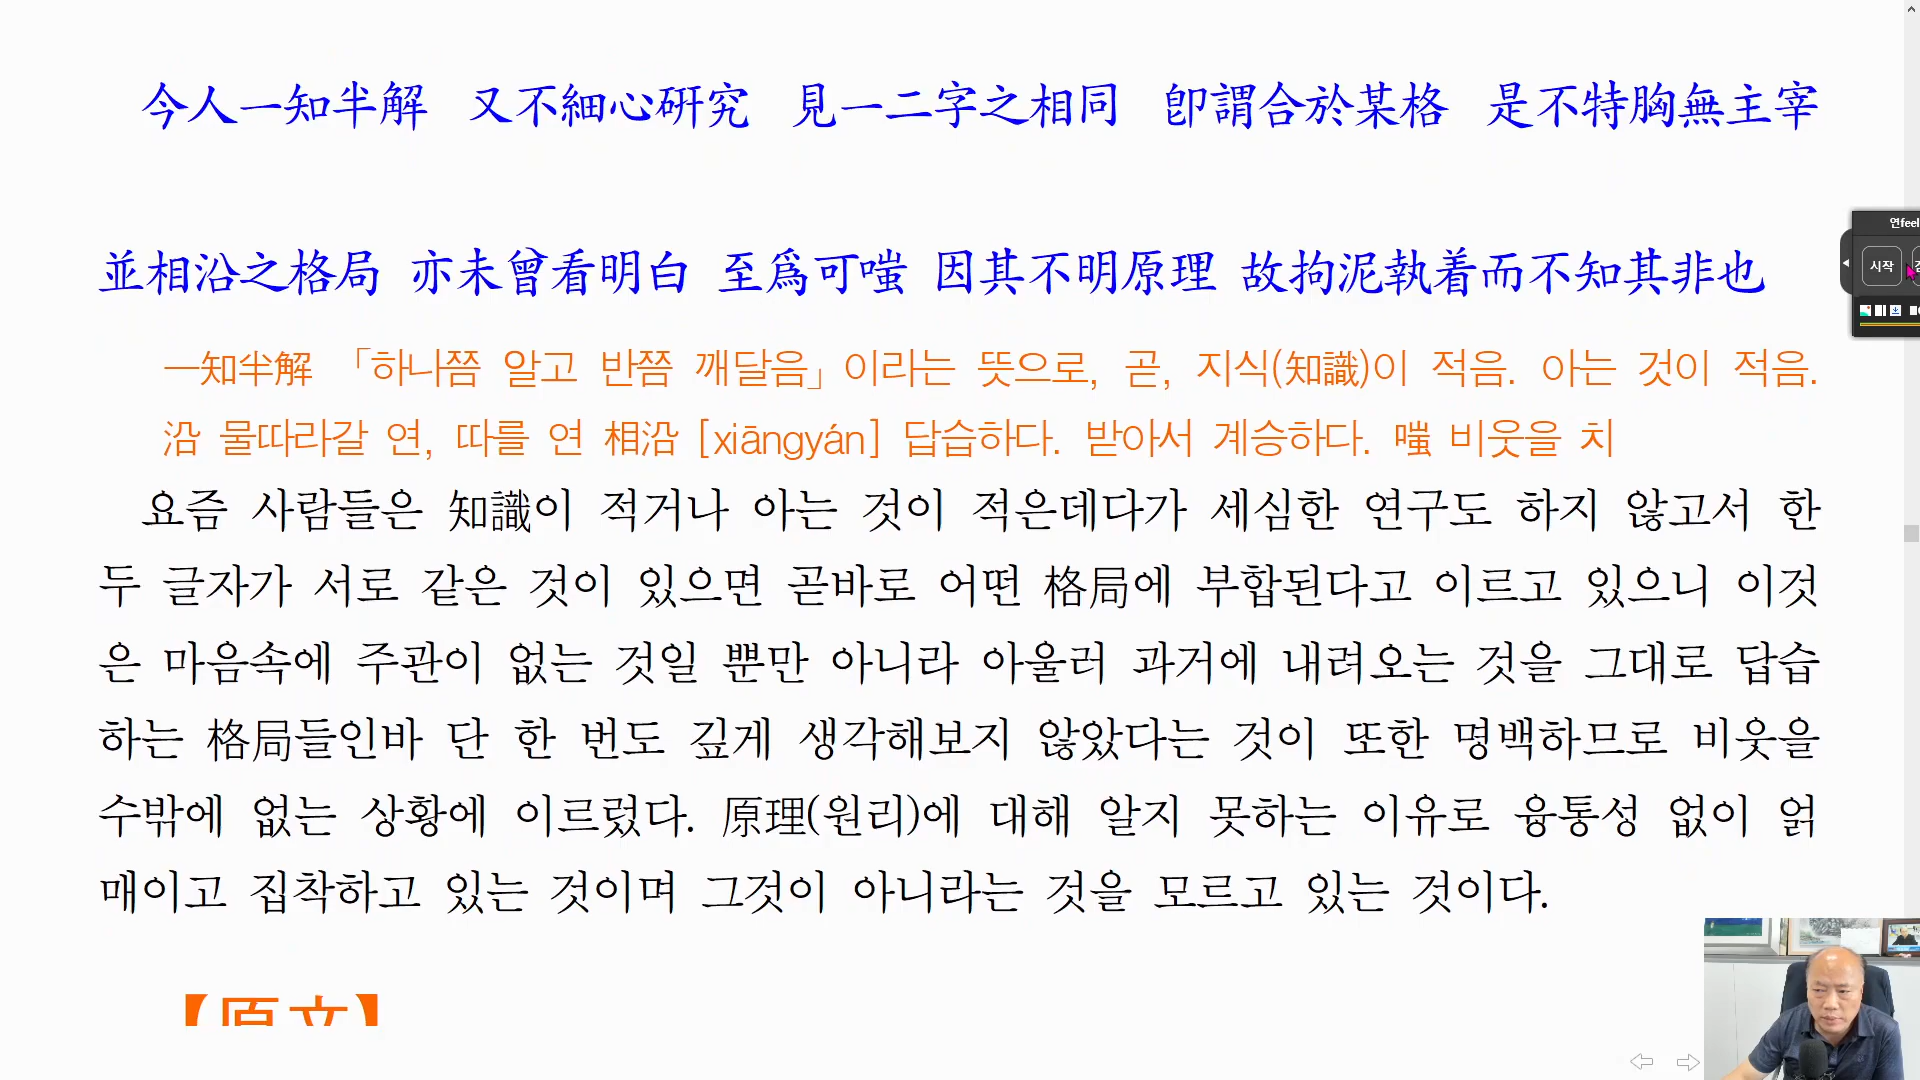 今人一知半解 又不細心硏究 見一二字之相同 卽謂合於某格 是不特胸無主宰
並相沿之格局 亦未曾看明白 至爲可嗤 因其不明原理 故拘泥執着而不知其非也
一知半解 「하나쯤 알고 반쯤 깨달음」이라는 뜻으로, 곧, 지식(知識)이 적음. 아는 것이 적음.
沿 물따라갈 연, 따를 연 相沿 [xiāngyán] 답습하다. 받아서 계승하다. 嗤 비웃을 치
요즘 사람들은 知識이 적거나 아는 것이 적은데다가 세심한 연구도 하지 않고서 한
두 글자가 서로 같은 것이 있으면 곧바로 어떤 格局에 부합된다고 이르고 있으니 이것
은 마음속에 주관이 없는 것일 뿐만 아니라 아울러 과거에 내려오는 것을 그대로 답습
하는 格局들인바 단 한 번도 깊게 생각해보지 않았다는 것이 또한 명백하므로 비웃을
수밖에 없는 상황에 이르렀다. 原理(원리)에 대해 알지 못하는 이유로 융통성 없이 얽
매이고 집착하고 있는 것이며 그것이 아니라는 것을 모르고 있는 것이다.
【原文】
연feel
시작